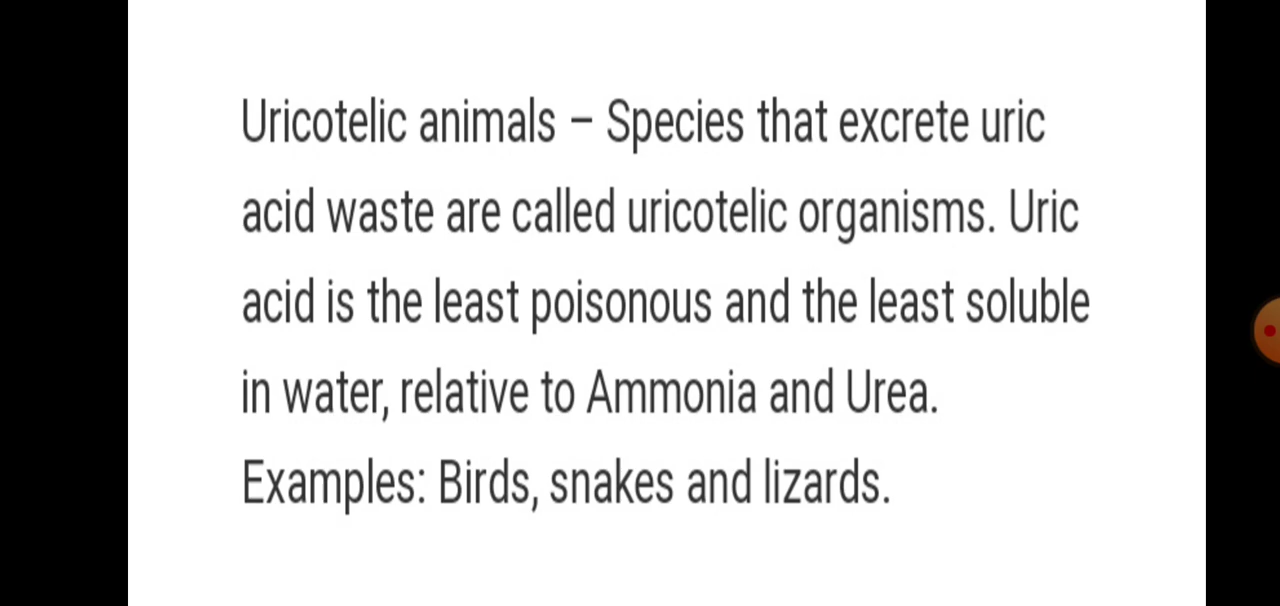 Uricotelic animals – Species that excrete uric
acid waste are called uricotelic organisms. Uric
acid is the least poisonous and the least soluble
in water, relative to Ammonia and Urea.
Examples: Birds, snakes and lizards.